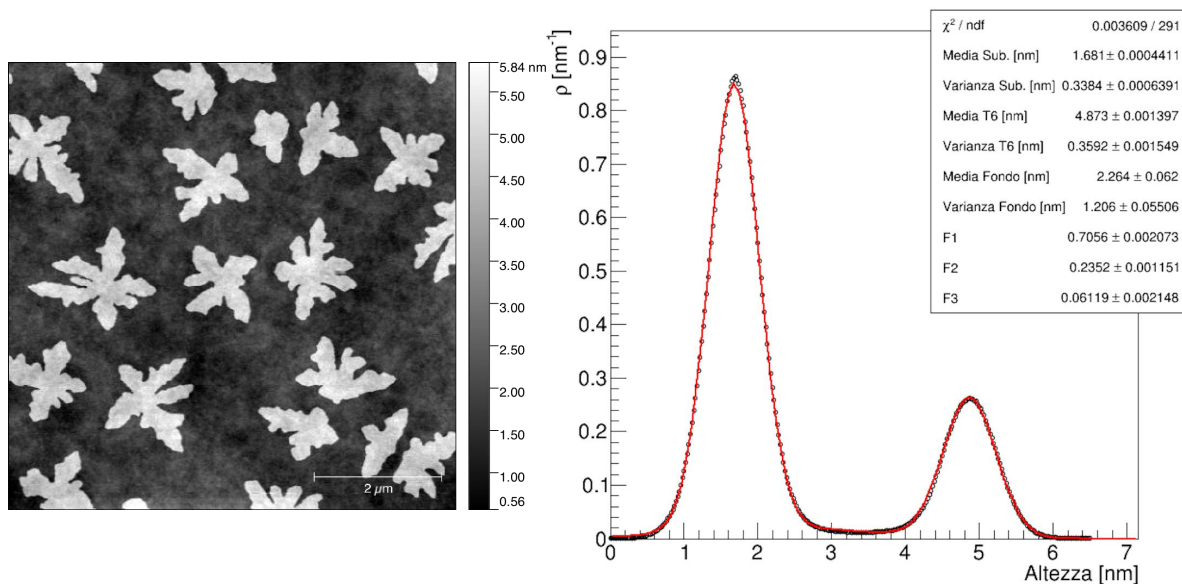 5.84 nm
5.50
5.00
4.50
4.00
3.50
3.00
2.50
2.00
1.50
1.00
0.56
2 µm
ρ [nm⁻¹]
0.9
0.8
0.7
0.6
0.5
0.4
0.3
0.2
0.1
0
0 1 2 3 4 5 6 7
Altezza [nm]
χ² / ndf 0.003609 / 291
Media Sub. [nm] 1.681 ± 0.0004411
Varianza Sub. [nm] 0.3384 ± 0.0006391
Media T6 [nm] 4.873 ± 0.001397
Varianza T6 [nm] 0.3592 ± 0.001549
Media Fondo [nm] 2.264 ± 0.062
Varianza Fondo [nm] 1.206 ± 0.05506
F1 0.7056 ± 0.002073
F2 0.2352 ± 0.001151
F3 0.06119 ± 0.002148